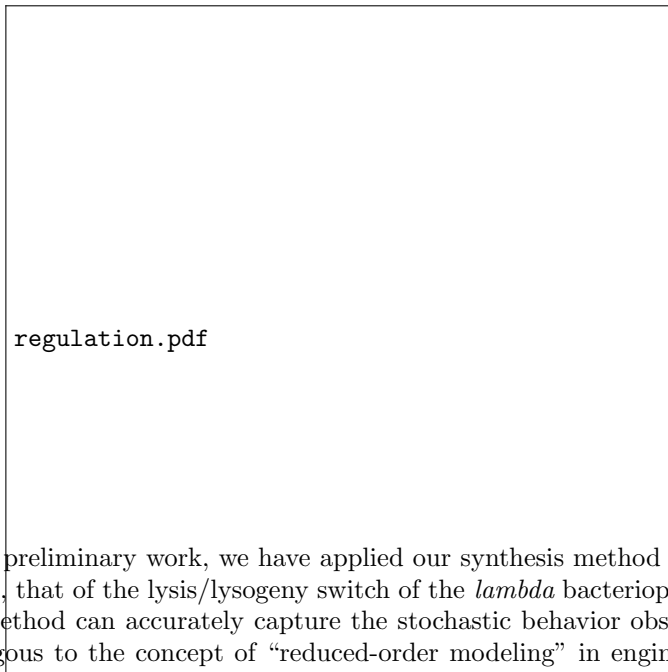 regulation.pdf
preliminary work, we have applied our synthesis method
, that of the lysis/lysogeny switch of the lambda bacteriop
ethod can accurately capture the stochastic behavior obs
gous to the concept of “reduced-order modeling” in engin